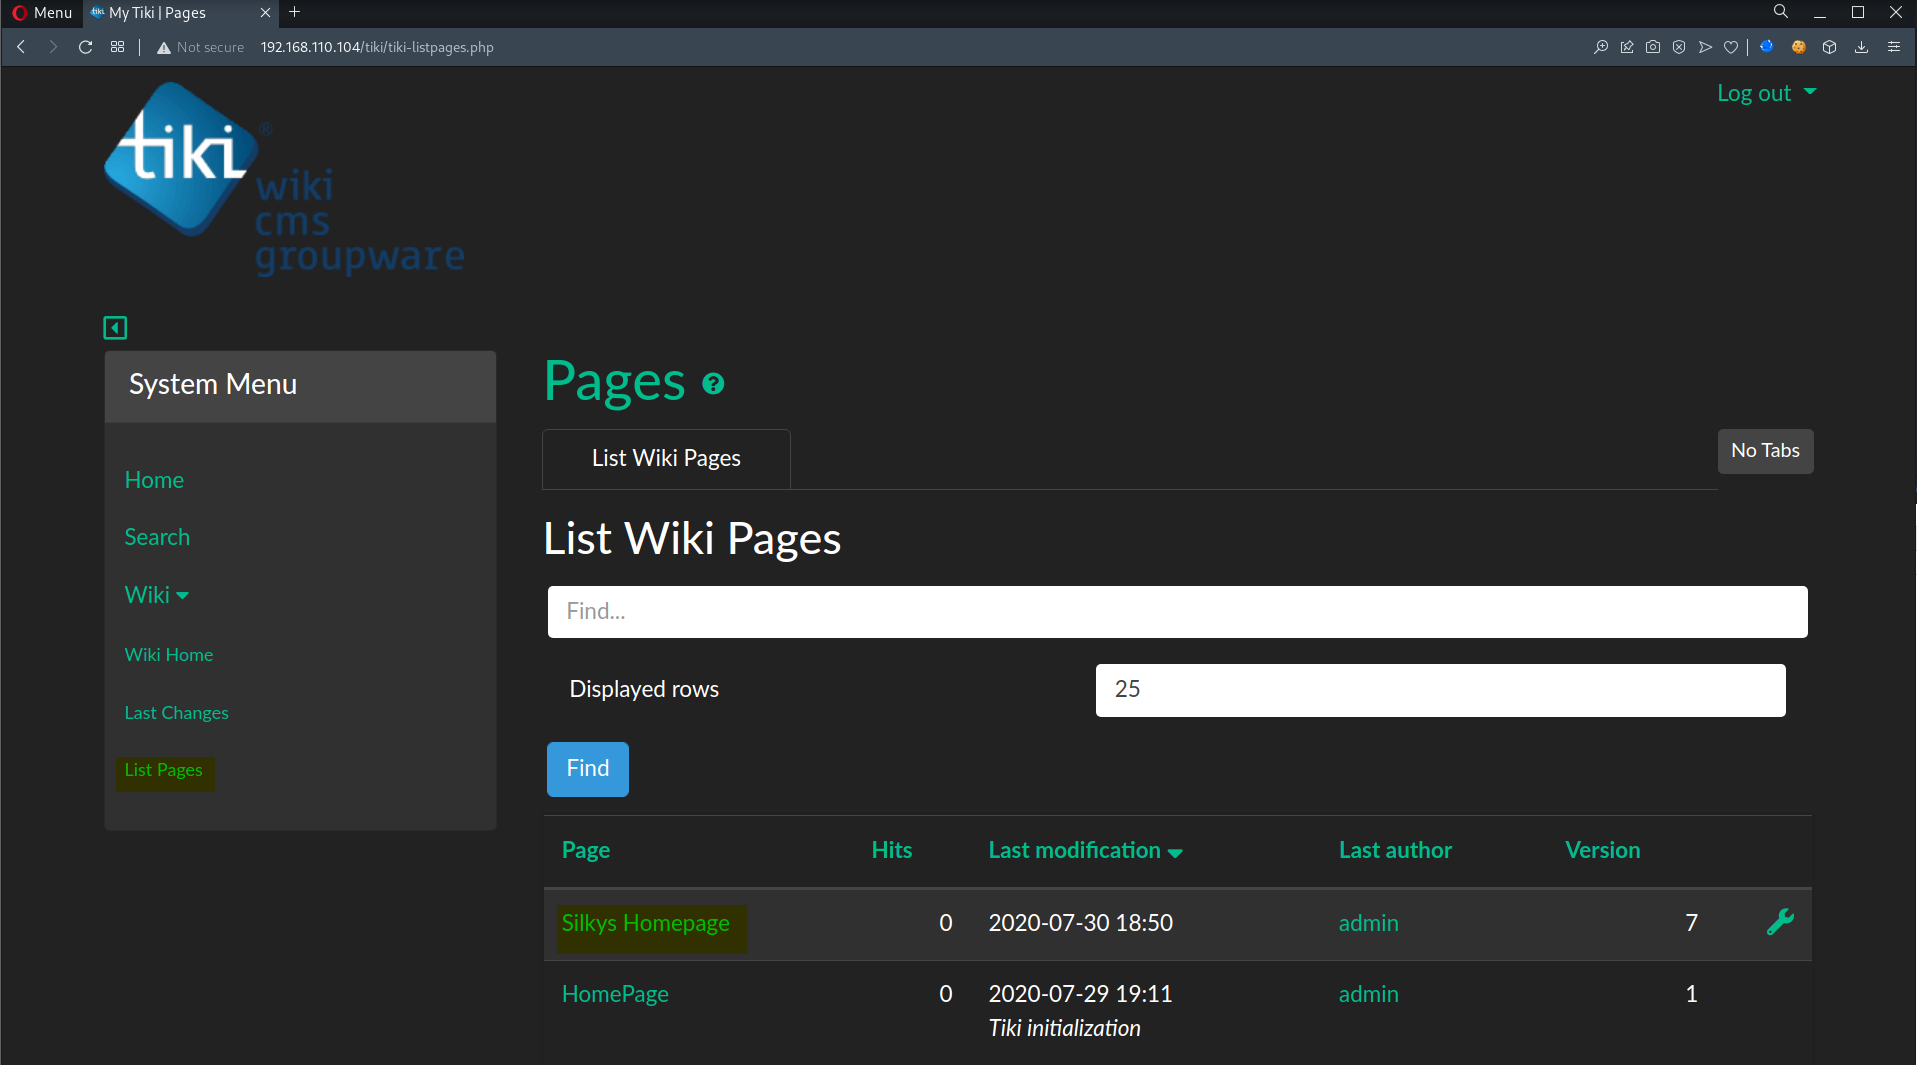 Menu
My Tiki | Pages
Not secure
192.168.110.104/tiki/tiki-listpages.php
Log out
tiki®
wiki
cms
groupware
System Menu
Home
Search
Wiki
Wiki Home
Last Changes
List Pages
Pages
List Wiki Pages
No Tabs
List Wiki Pages
Find...
Displayed rows 25
Find
Page Hits Last modification Last author Version
Silkys Homepage 0 2020-07-30 18:50 admin 7
HomePage 0 2020-07-29 19:11 admin 1
Tiki initialization